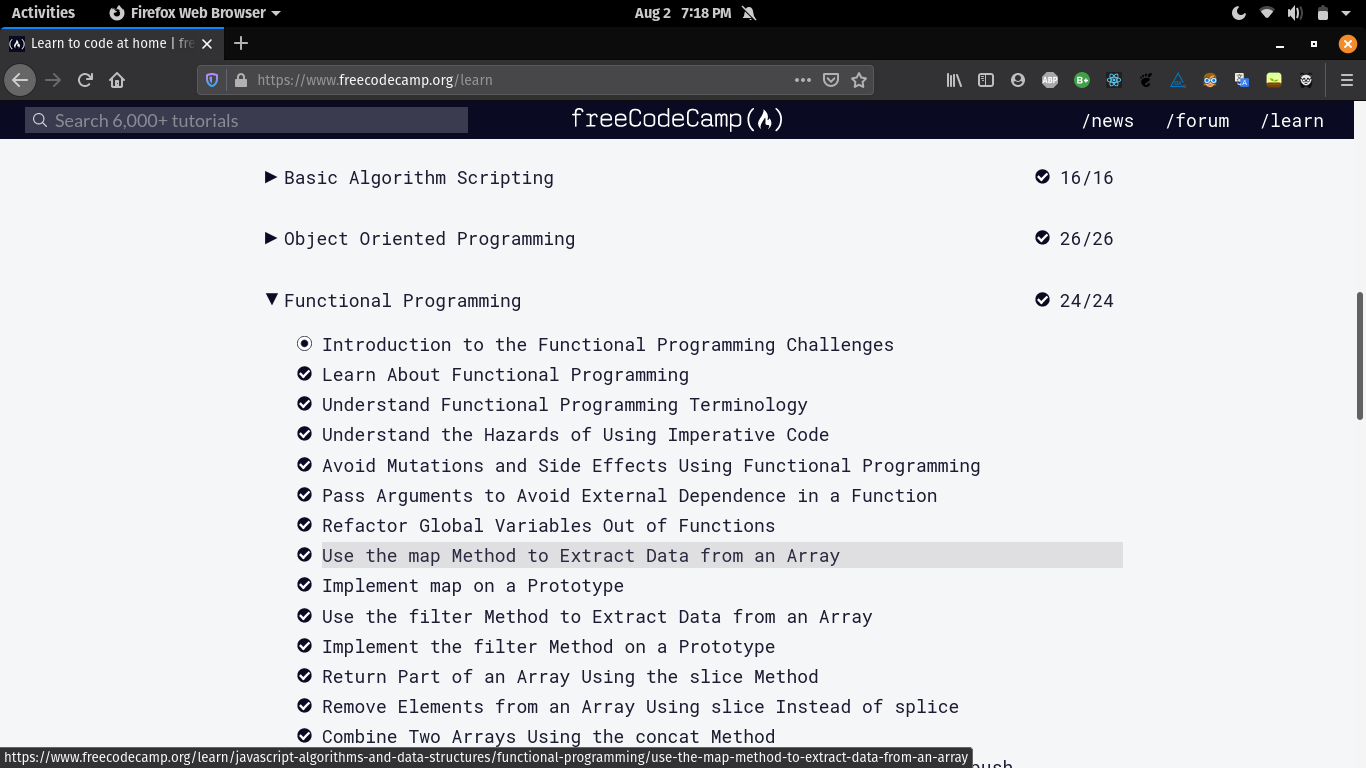 Activities Firefox Web Browser Aug 2 7:18 PM
(A) Learn to code at home | fre
https://www.freecodecamp.org/learn ABP B+
Search 6,000+ tutorials freeCodeCamp /news /forum /learn
Basic Algorithm Scripting 16/16
Object Oriented Programming 26/26
Functional Programming 24/24
Introduction to the Functional Programming Challenges
Learn About Functional Programming
Understand Functional Programming Terminology
Understand the Hazards of Using Imperative Code
Avoid Mutations and Side Effects Using Functional Programming
Pass Arguments to Avoid External Dependence in a Function
Refactor Global Variables Out of Functions
Use the map Method to Extract Data from an Array
Implement map on a Prototype
Use the filter Method to Extract Data from an Array
Implement the filter Method on a Prototype
Return Part of an Array Using the slice Method
Remove Elements from an Array Using slice Instead of splice
Combine Two Arrays Using the concat Method
https://www.freecodecamp.org/learn/javascript-algorithms-and-data-structures/functional-programming/use-the-map-method-to-extract-data-from-an-array